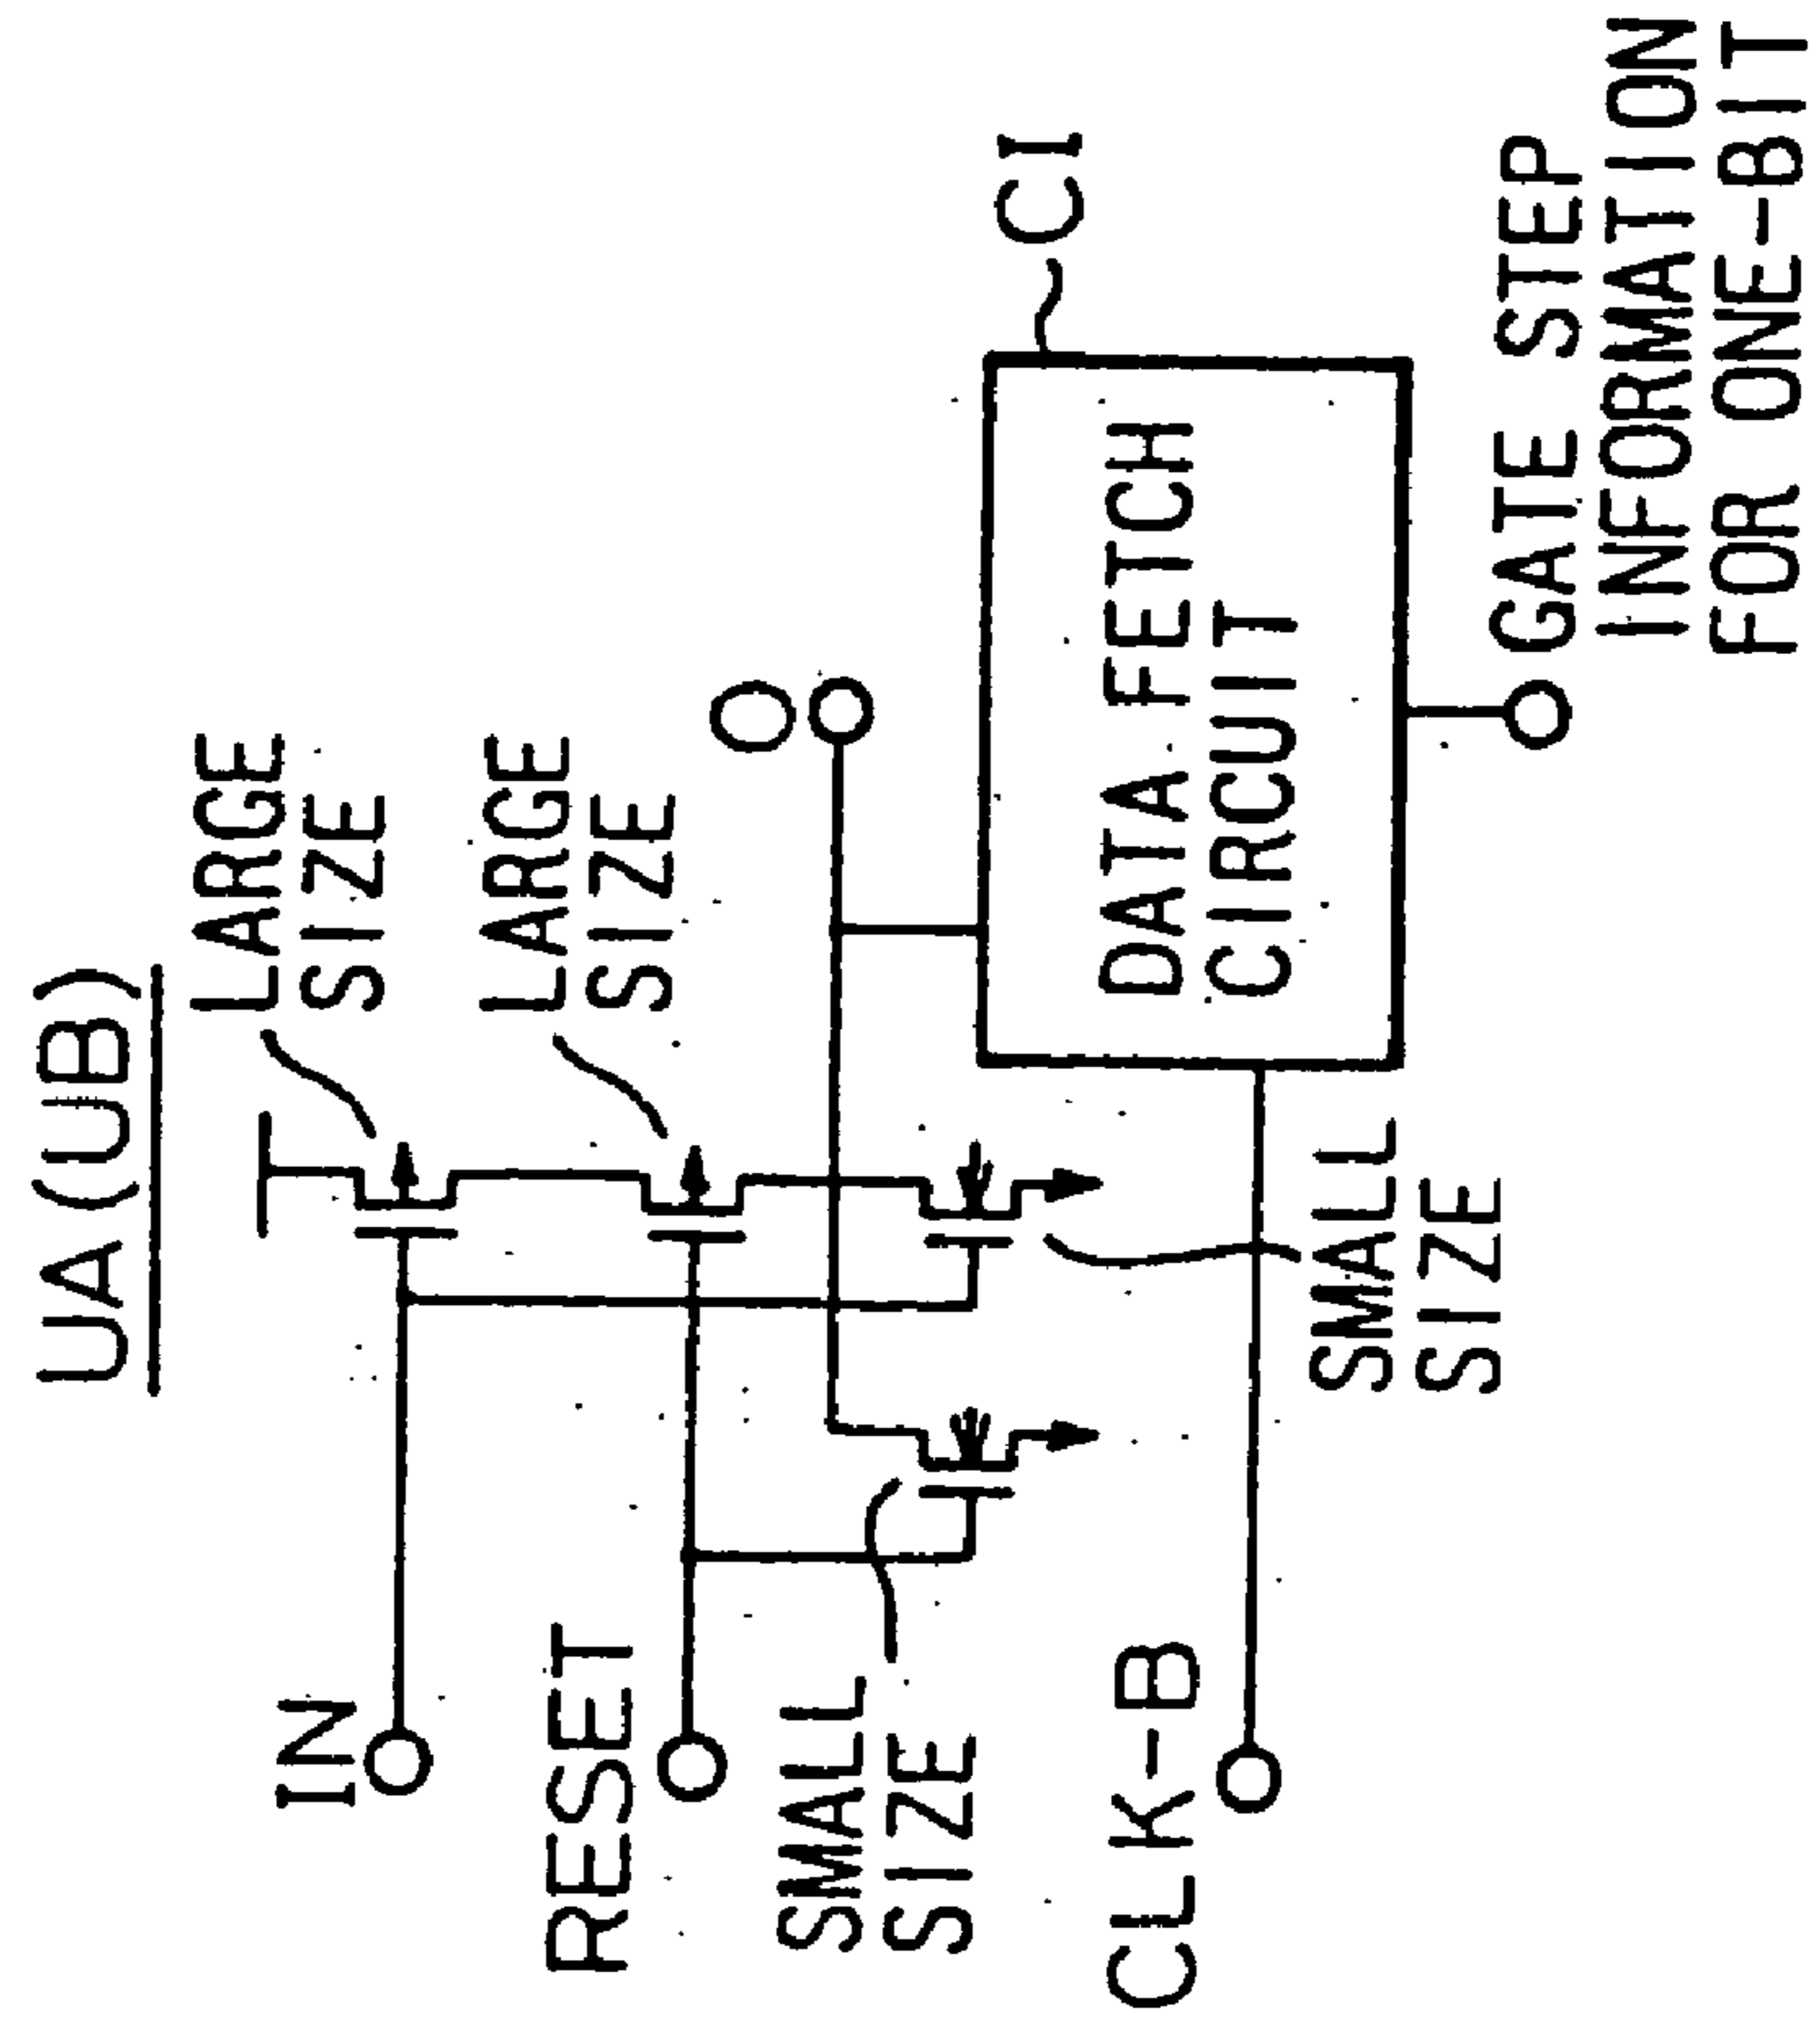 UA (UB)
LARGE
SIZE
LARGE
SIZE
IN
RESET
SMALL
SIZE
CLK-B
SMALL
SIZE
O
DATA FETCH
CIRCUIT
CI
GATE STEP
INFORMATION
FOR ONE-BIT